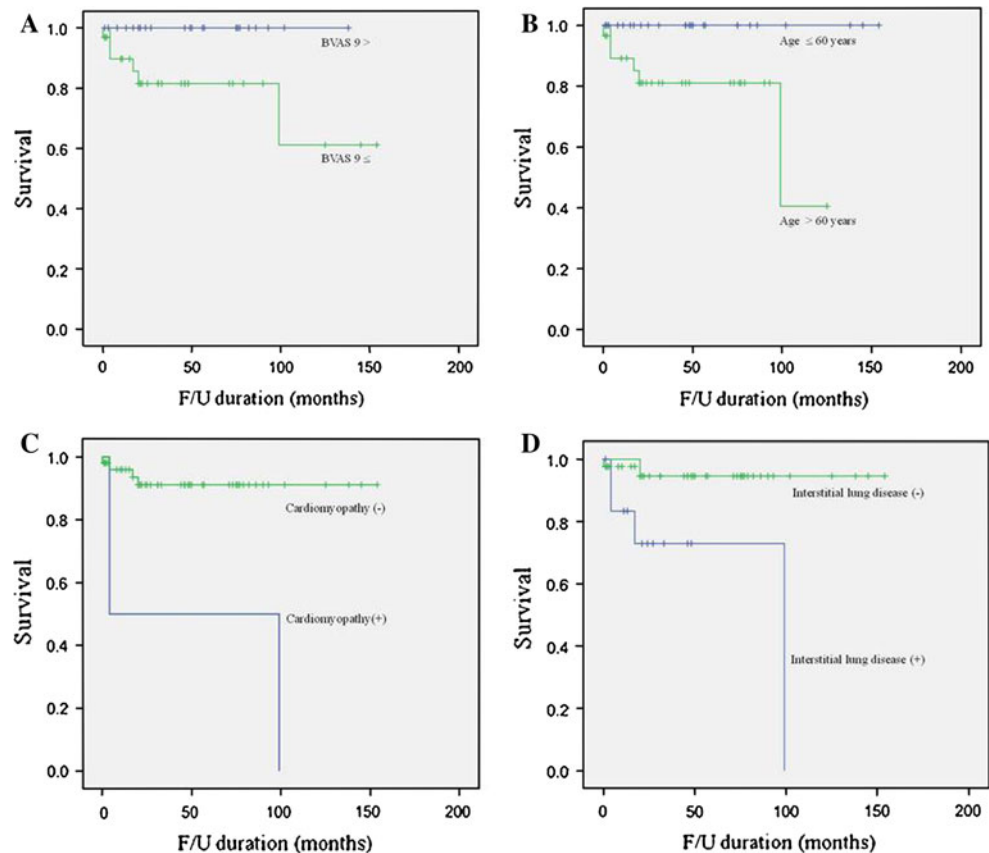 A
1.0
0.8
0.6
0.4
0.2
0.0
Survival
BVAS 9 >
BVAS 9 ≤
0 50 100 150 200
F/U duration (months)
B
1.0
0.8
0.6
0.4
0.2
0.0
Survival
Age ≤ 60 years
Age > 60 years
0 50 100 150 200
F/U duration (months)
C
1.0
0.8
0.6
0.4
0.2
0.0
Survival
Cardiomyopathy (-)
Cardiomyopathy(+)
0 50 100 150 200
F/U duration (months)
D
1.0
0.8
0.6
0.4
0.2
0.0
Survival
Interstitial lung disease (-)
Interstitial lung disease (+)
0 50 100 150 200
F/U duration (months)